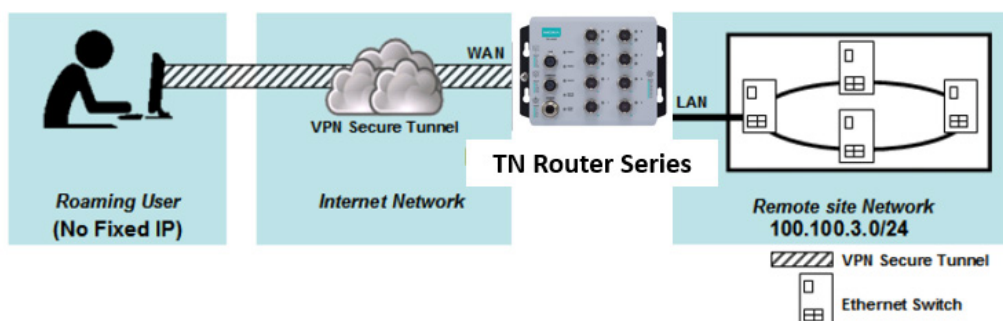 WAN
VPN Secure Tunnel
LAN
TN Router Series
Roaming User
(No Fixed IP)
Internet Network
Remote site Network
100.100.3.0/24
VPN Secure Tunnel
Ethernet Switch